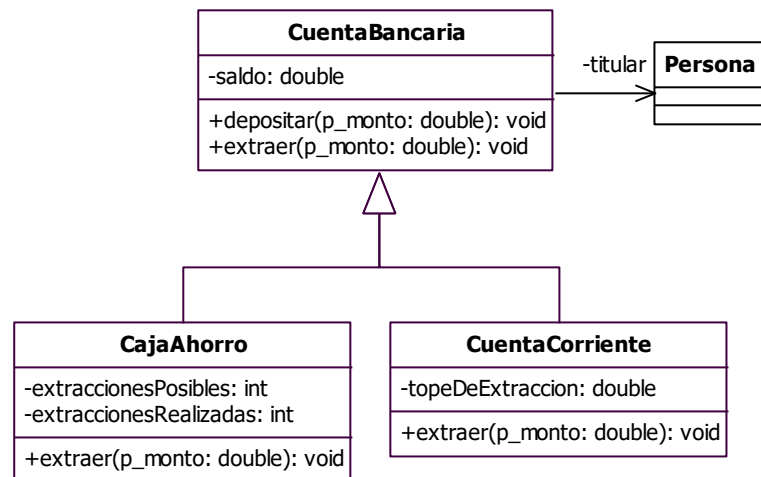 CuentaBancaria
-saldo: double
+depositar(p_monto: double): void
+extraer(p_monto: double): void
-titular
Persona
CajaAhorro
-extraccionesPosibles: int
-extraccionesRealizadas: int
+extraer(p_monto: double): void
CuentaCorriente
-topeDeExtraccion: double
+extraer(p_monto: double): void